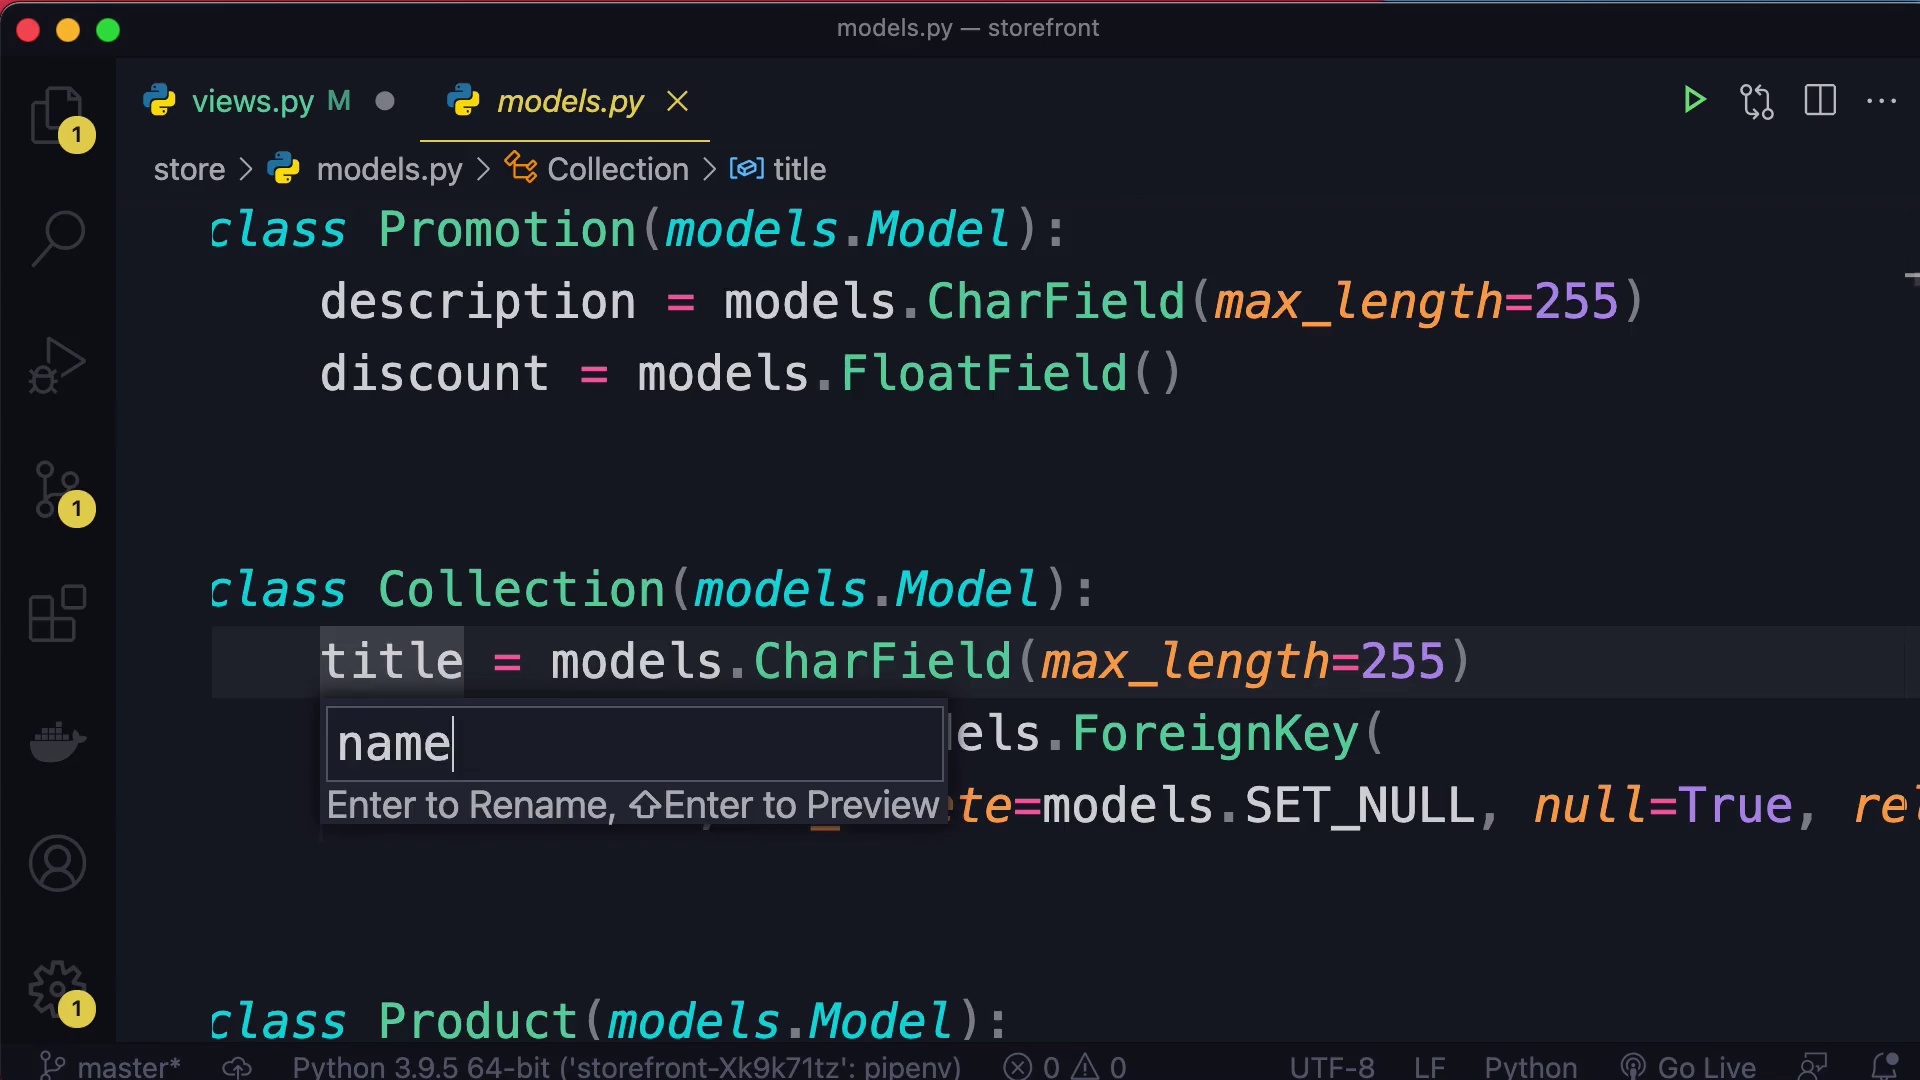 models.py — storefront
views.py M
models.py
store > models.py > Collection > title
class Promotion(models.Model):
description = models.CharField(max_length=255)
discount = models.FloatField()
class Collection(models.Model):
title = models.CharField(max_length=255)
name
els.ForeignKey(
Enter to Rename, ⇧Enter to Preview
te=models.SET_NULL, null=True, rel
class Product(models.Model):
1
1
1
master*
Python 3.9.5 64-bit ('storefront-Xk9k71tz': pipenv)
0
0
UTF-8
LF
Python
Go Live